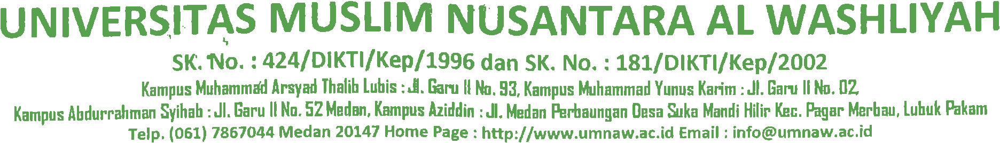 UNIVERSITAS MUSLIM NUSANTARA AL WASHLIYAH
SK. No. : 424/DIKTI/Kep/1996 dan SK. No. : 181/DIKTI/Kep/2002
Kampus Muhammad Arsyad Thalib Lubis : Jl. Garu II No. 93, Kampus Muhammad Yunus Karim : Jl. Garu II No. 02,
Kampus Abdurrahman Syihab : Jl. Garu II No. 52 Medan, Kampus Aziddin : Jl. Medan Perbaungan Desa Suka Mandi Hilir Kec. Pagar Merbau, Lubuk Pakam
Telp. (061) 7867044 Medan 20147 Home Page : http://www.umnaw.ac.id Email : info@umnaw.ac.id